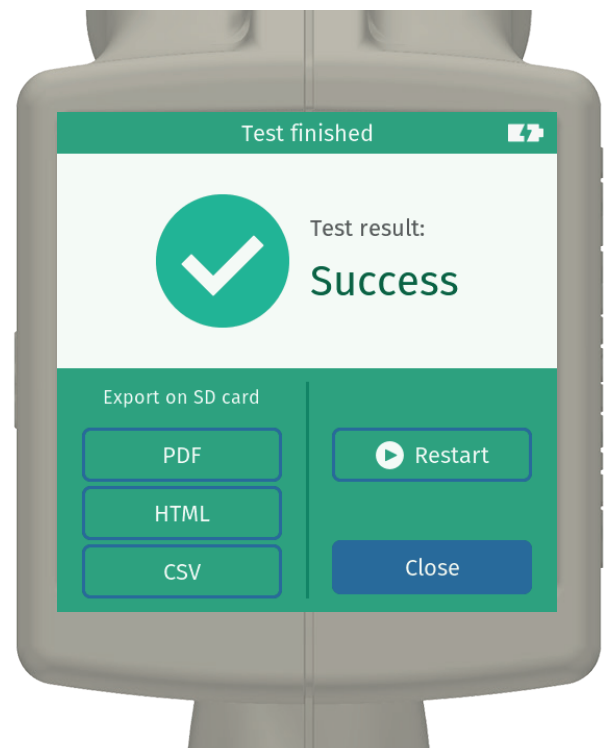 Test finished
Test result:
Success
Export on SD card
PDF
HTML
CSV
Restart
Close